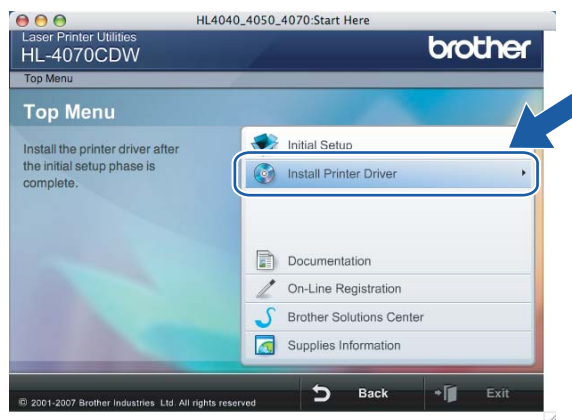 HL4040_4050_4070:Start Here
Laser Printer Utilities
HL-4070CDW
brother
Top Menu
Top Menu
Install the printer driver after
the initial setup phase is
complete.
Initial Setup
Install Printer Driver
Documentation
On-Line Registration
Brother Solutions Center
Supplies Information
© 2001-2007 Brother Industries Ltd. All rights reserved
Back
Exit